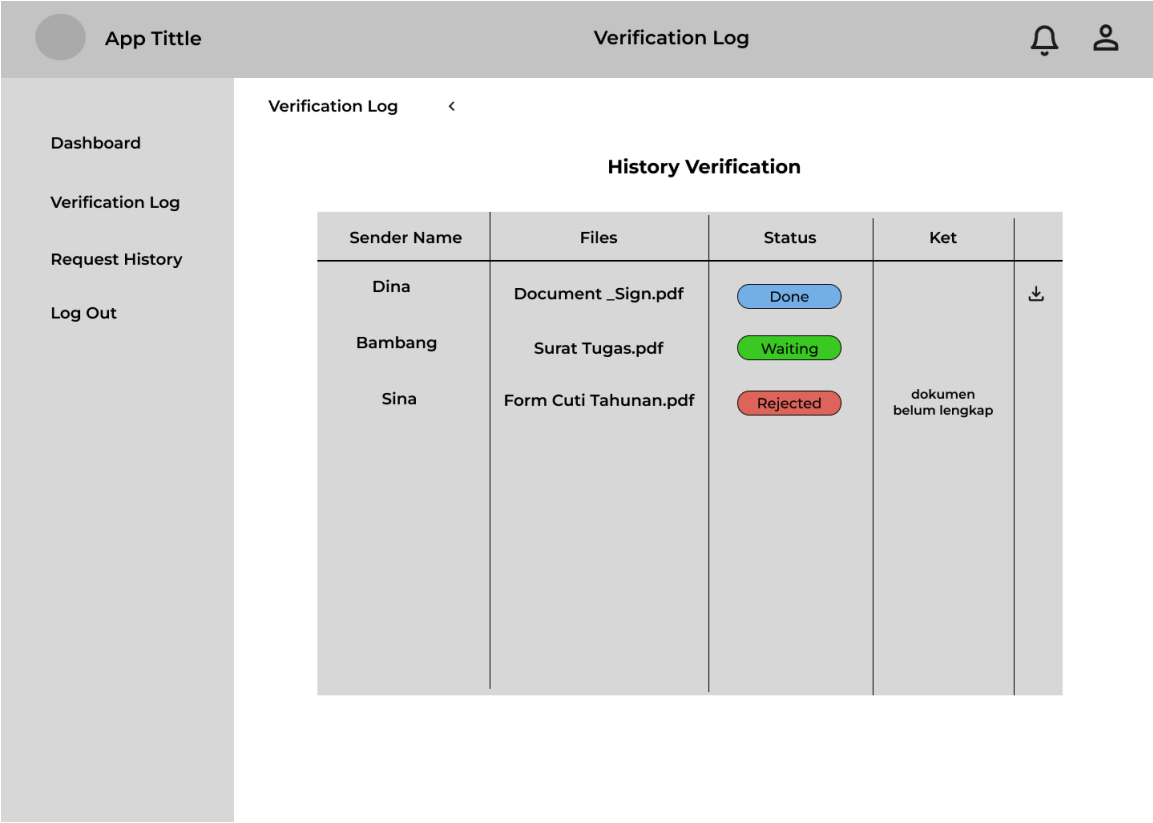 App Tittle
Verification Log
Verification Log <
Dashboard
Verification Log
Request History
Log Out
History Verification
Sender Name Files Status Ket
Dina Document _Sign.pdf Done
Bambang Surat Tugas.pdf Waiting
Sina Form Cuti Tahunan.pdf Rejected
dokumen
belum lengkap